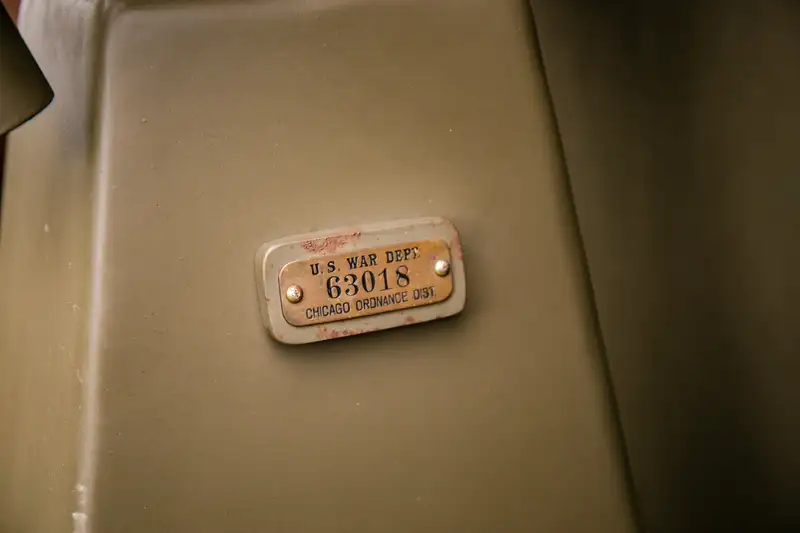 U.S. WAR DEPT.
63018
CHICAGO ORDNANCE DIST.